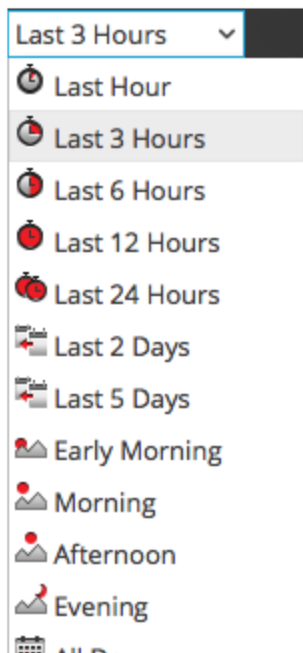 Last 3 Hours
Last Hour
Last 3 Hours
Last 6 Hours
Last 12 Hours
Last 24 Hours
Last 2 Days
Last 5 Days
Early Morning
Morning
Afternoon
Evening